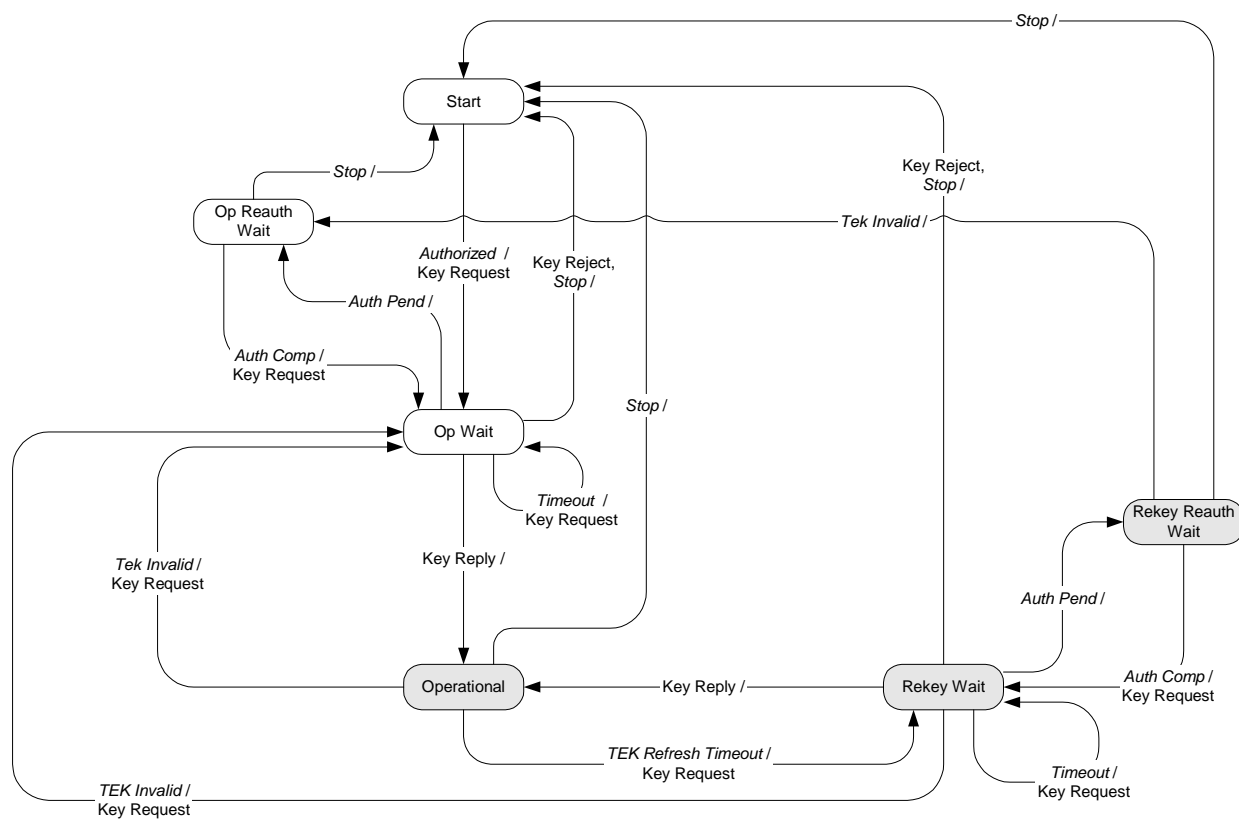 Stop /
Start
Key Reject,
Stop /
Stop /
Op Reauth
Wait
Tek Invalid /
Authorized /
Key Request
Key Reject,
Stop /
Auth Pend /
Auth Comp /
Key Request
Stop /
Op Wait
Timeout /
Key Request
Rekey Reauth
Wait
Tek Invalid /
Key Request
Key Reply /
Auth Pend /
Operational
Key Reply /
Rekey Wait
Auth Comp /
Key Request
TEK Refresh Timeout /
Key Request
Timeout /
Key Request
TEK Invalid /
Key Request